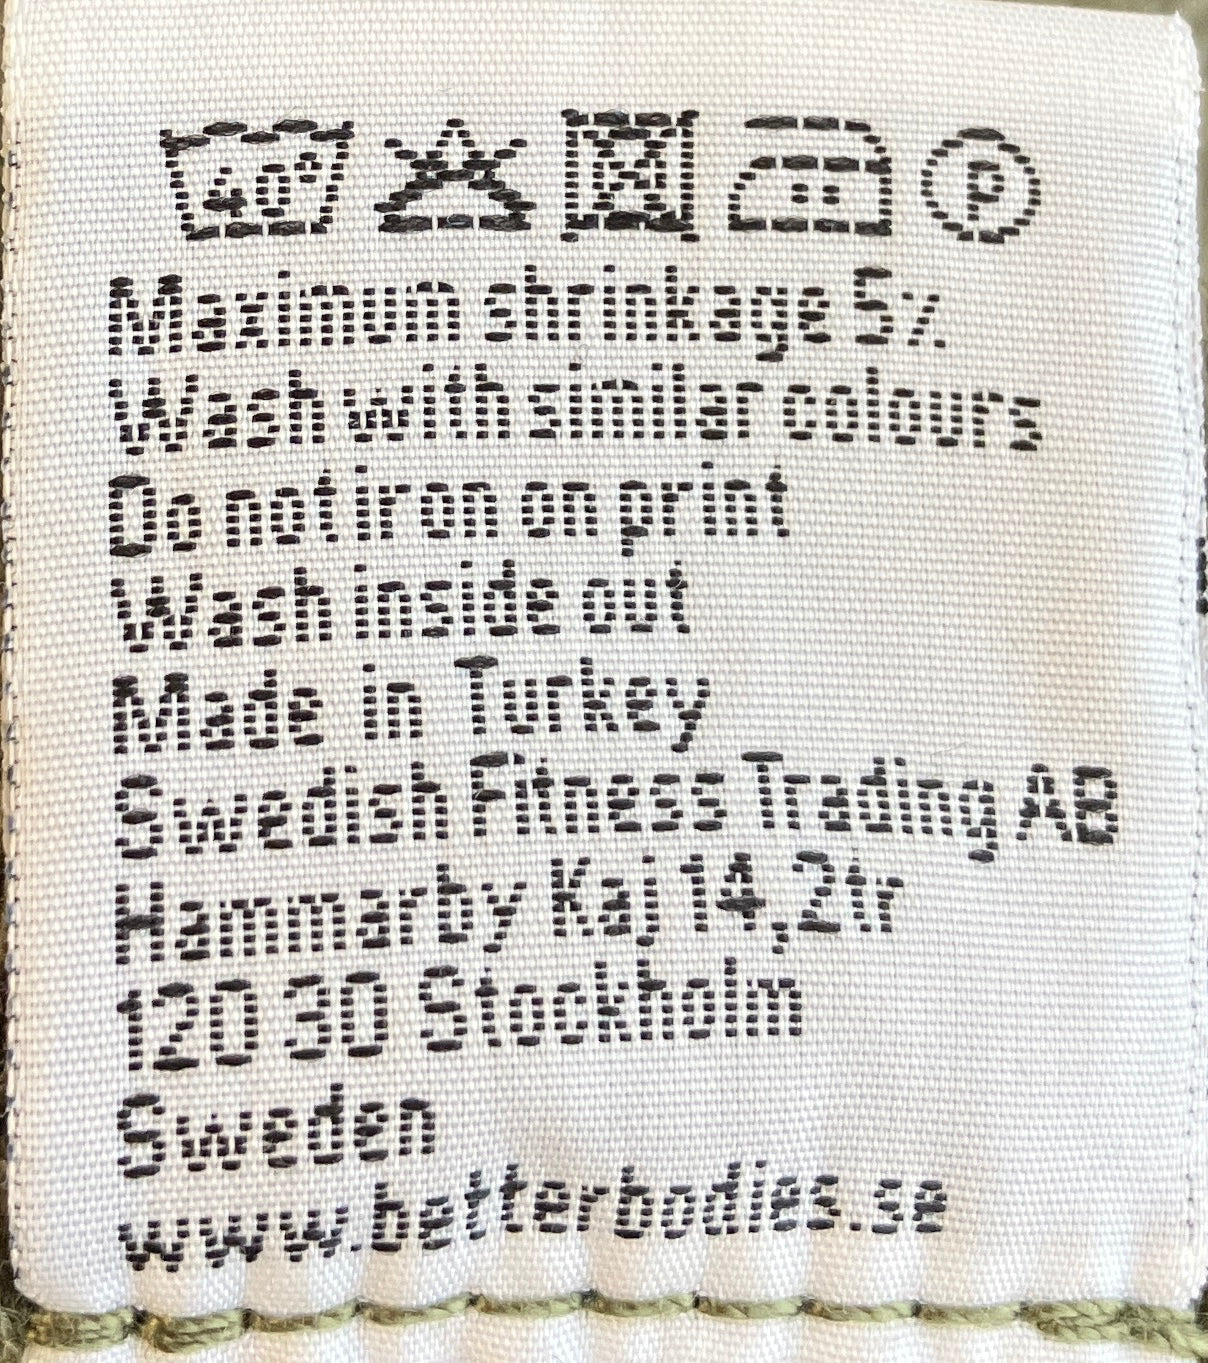 40°
P
Maximum shrinkage 5%
Wash with similar colours
Do not iron on print
Wash inside out
Made in Turkey
Swedish Fitness Trading AB
Hammarby Kaj 14,2tr
120 30 Stockholm
Sweden
www.betterbodies.se